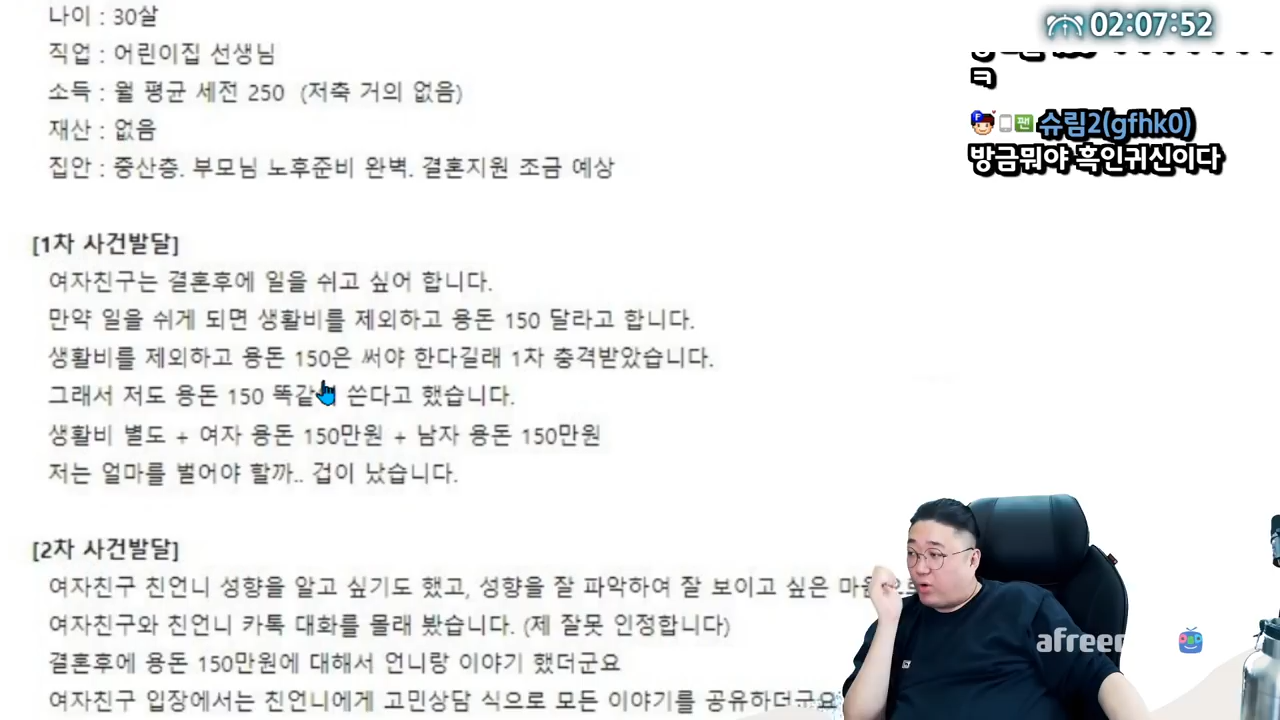 나이 : 30살
직업 : 어린이집 선생님
소득 : 월 평균 세전 250 (저축 거의 없음)
재산 : 없음
집안 : 중산층. 부모님 노후준비 완벽. 결혼지원 조금 예상
[1차 사건발달]
여자친구는 결혼후에 일을 쉬고 싶어 합니다.
만약 일을 쉬게 되면 생활비를 제외하고 용돈 150 달라고 합니다.
생활비를 제외하고 용돈 150은 써야 한다길래 1차 충격받았습니다.
그래서 저도 용돈 150 똑같 쓴다고 했습니다.
생활비 별도 + 여자 용돈 150만원 + 남자 용돈 150만원
저는 얼마를 벌어야 할까.. 겁이 났습니다.
[2차 사건발달]
여자친구 친언니 성향을 알고 싶기도 했고, 성향을 잘 파악하여 잘 보이고 싶은
여자친구와 친언니 카톡 대화를 몰래 봤습니다. (제 잘못 인정합니다)
결혼후에 용돈 150만원에 대해서 언니랑 이야기 했더군요
여자친구 입장에서는 친언니에게 고민상담 식으로 모든 이야기를 공유하더군요
02:07:52
ㅋ
F 팬 슈림2(gfhk0)
방금뭐야 흑인귀신이다
afree